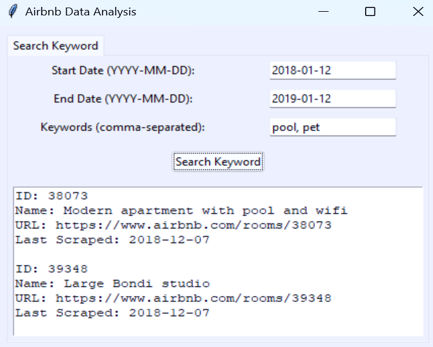 Airbnb Data Analysis
Search Keyword
Start Date (YYYY-MM-DD): 2018-01-12
End Date (YYYY-MM-DD): 2019-01-12
Keywords (comma-separated): pool, pet
Search Keyword
ID: 38073
Name: Modern apartment with pool and wifi
URL: https://www.airbnb.com/rooms/38073
Last Scraped: 2018-12-07
ID: 39348
Name: Large Bondi studio
URL: https://www.airbnb.com/rooms/39348
Last Scraped: 2018-12-07